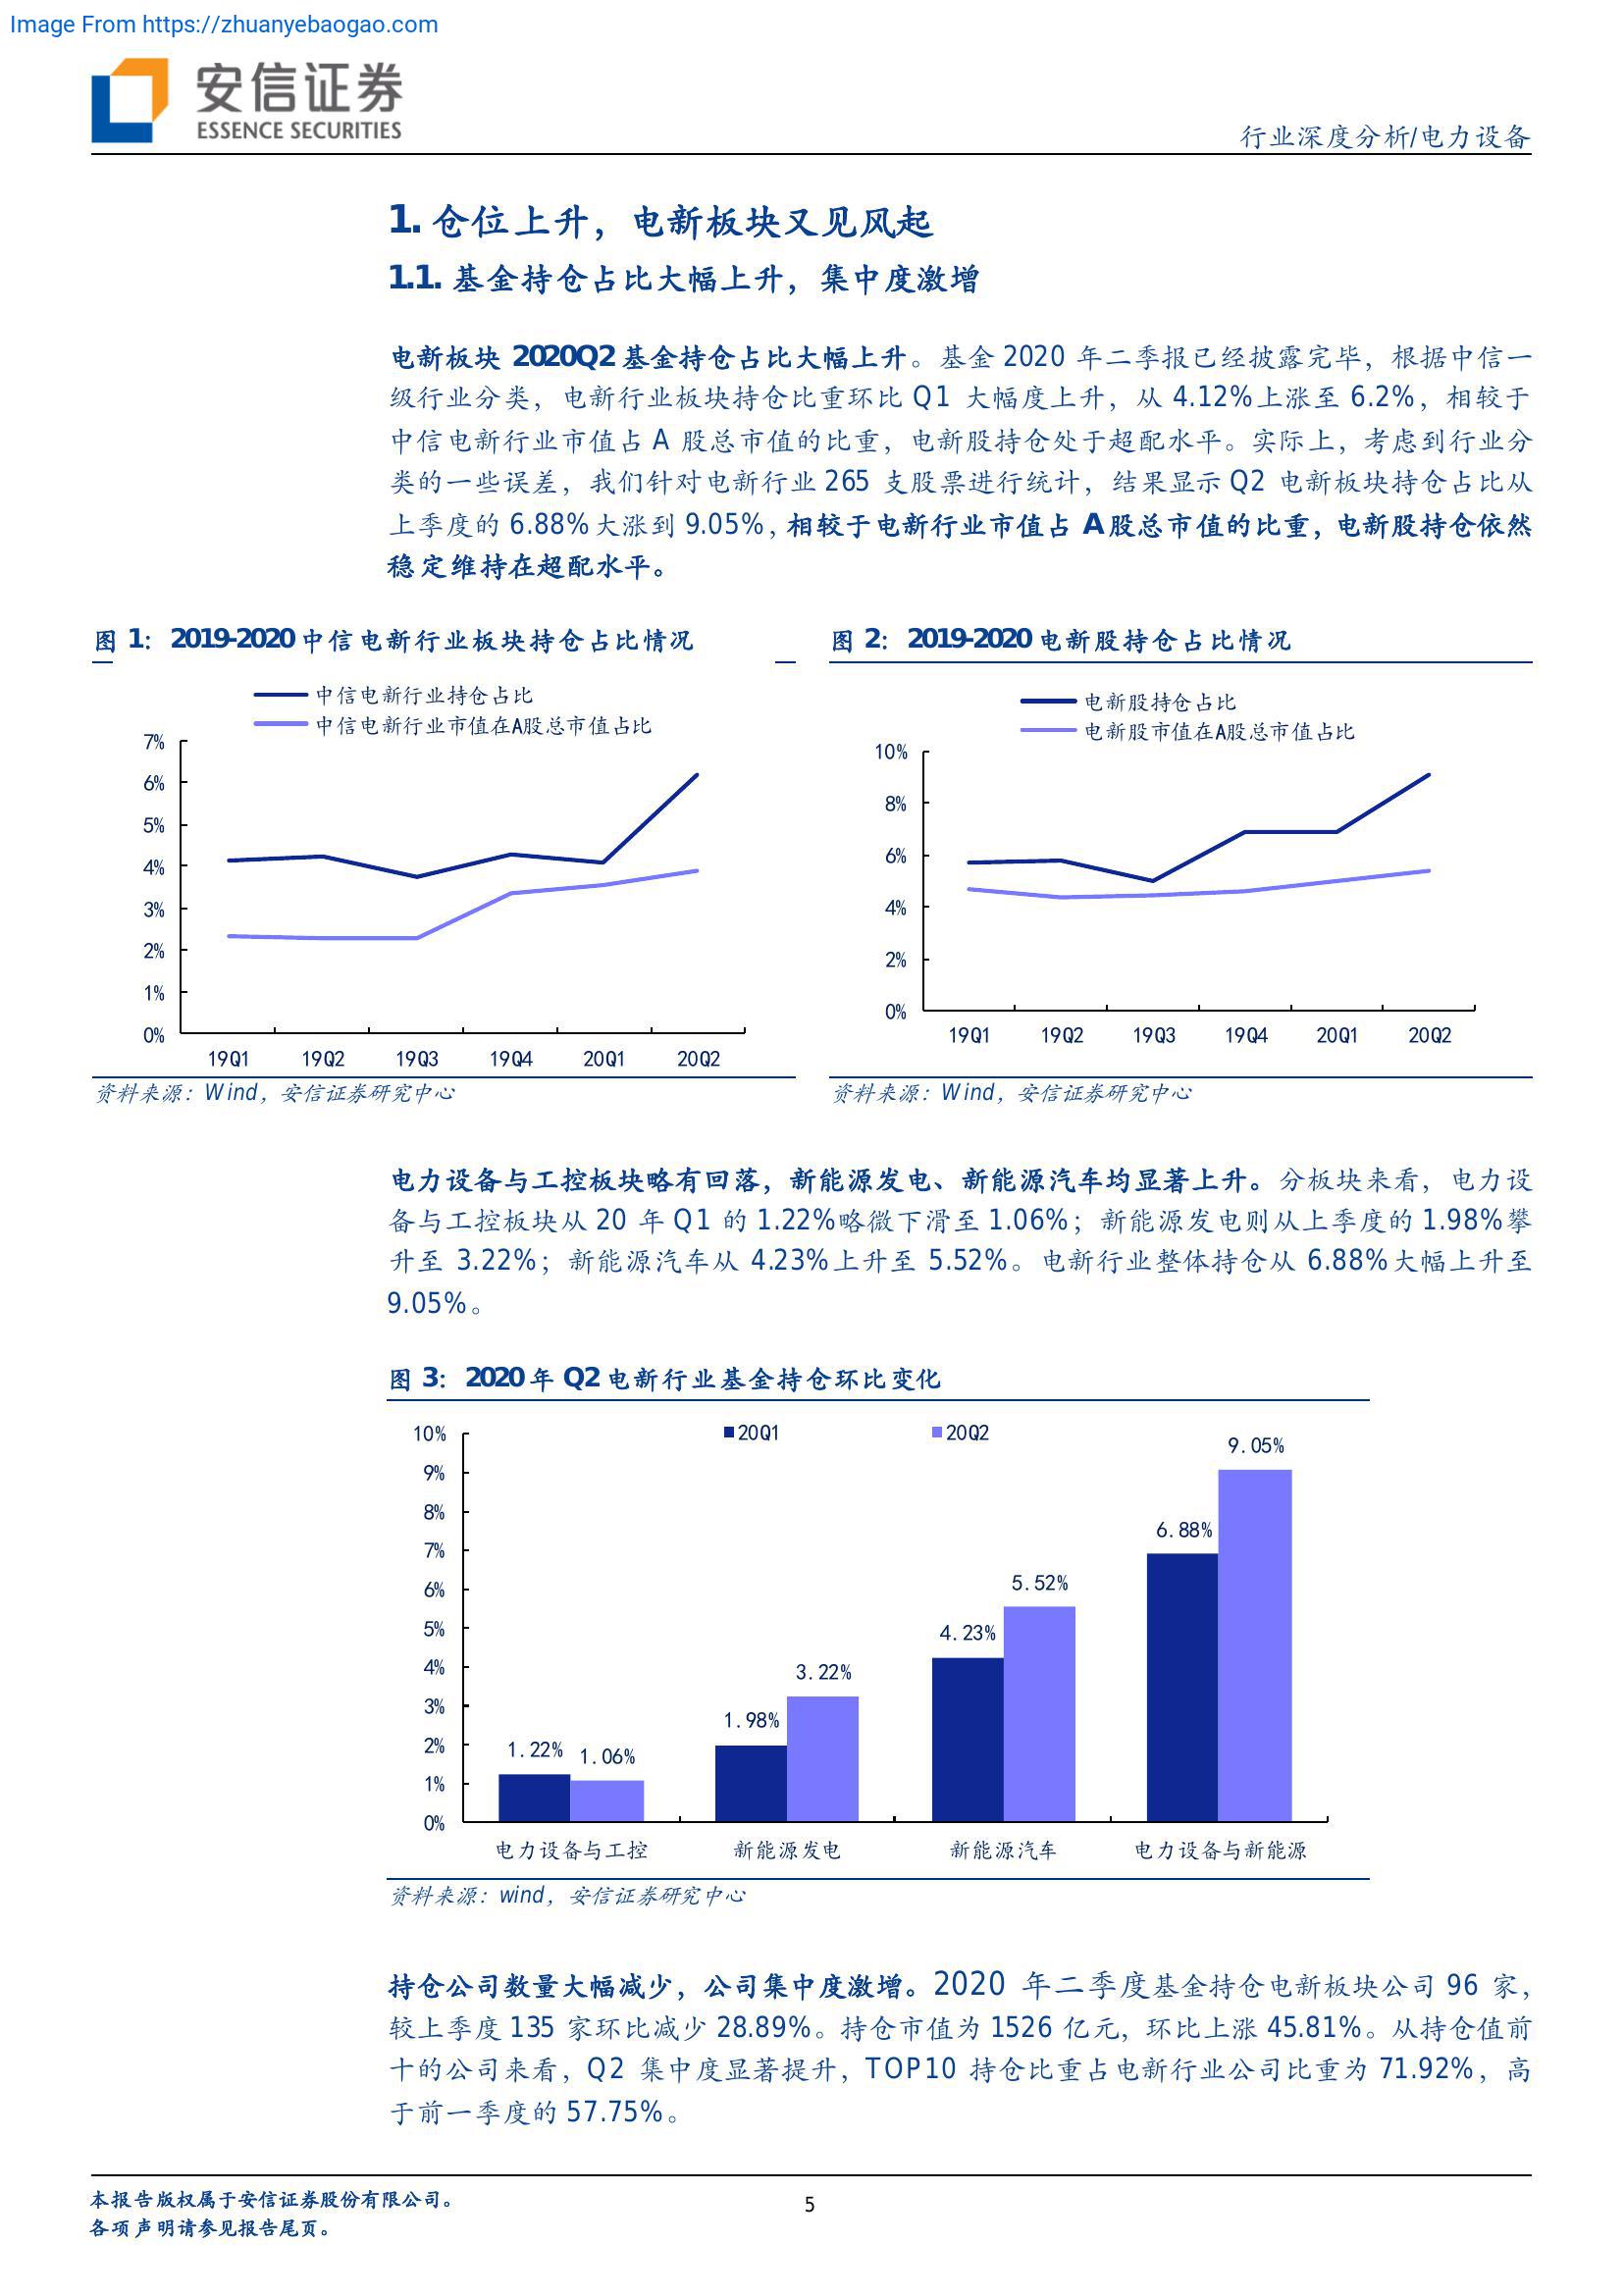 Image From https://zhuanyebaogao.com
安信证券
ESSENCE SECURITIES
行业深度分析/电力设备
1. 仓位上升，电新板块又见风起
1.1. 基金持仓占比大幅上升，集中度激增
电新板块 2020Q2 基金持仓占比大幅上升。基金 2020 年二季报已经披露完毕，根据中信一
级行业分类，电新行业板块持仓比重环比 Q1 大幅度上升，从 4.12%上涨至 6.2%，相较于
中信电新行业市值占 A 股总市值的比重，电新股持仓处于超配水平。实际上，考虑到行业分
类的一些误差，我们针对电新行业 265 支股票进行统计，结果显示 Q2 电新板块持仓占比从
上季度的 6.88%大涨到 9.05%，相较于电新行业市值占 A 股总市值的比重，电新股持仓依然
稳定维持在超配水平。
图 1：2019-2020 中信电新行业板块持仓占比情况
中信电新行业持仓占比
中信电新行业市值在A股总市值占比
7%
6%
5%
4%
3%
2%
1%
0%
19Q1 19Q2 19Q3 19Q4 20Q1 20Q2
资料来源：Wind，安信证券研究中心
图 2：2019-2020 电新股持仓占比情况
电新股持仓占比
电新股市值在A股总市值占比
10%
8%
6%
4%
2%
0%
19Q1 19Q2 19Q3 19Q4 20Q1 20Q2
资料来源：Wind，安信证券研究中心
电力设备与工控板块略有回落，新能源发电、新能源汽车均显著上升。分板块来看，电力设
备与工控板块从 20 年 Q1 的 1.22%略微下滑至 1.06%；新能源发电则从上季度的 1.98%攀
升至 3.22%；新能源汽车从 4.23%上升至 5.52%。电新行业整体持仓从 6.88%大幅上升至
9.05%。
图 3：2020 年 Q2 电新行业基金持仓环比变化
20Q1 20Q2
10%
9%
8%
7%
6%
5%
4%
3%
2%
1%
0%
1.22% 1.06%
1.98% 3.22%
4.23% 5.52%
6.88% 9.05%
电力设备与工控 新能源发电 新能源汽车 电力设备与新能源
资料来源：wind，安信证券研究中心
持仓公司数量大幅减少，公司集中度激增。2020 年二季度基金持仓电新板块公司 96 家，
较上季度 135 家环比减少 28.89%。持仓市值为 1526 亿元，环比上涨 45.81%。从持仓值前
十的公司来看，Q2 集中度显著提升，TOP10 持仓比重占电新行业公司比重为 71.92%，高
于前一季度的 57.75%。
本报告版权属于安信证券股份有限公司。
各项声明请参见报告尾页。
5